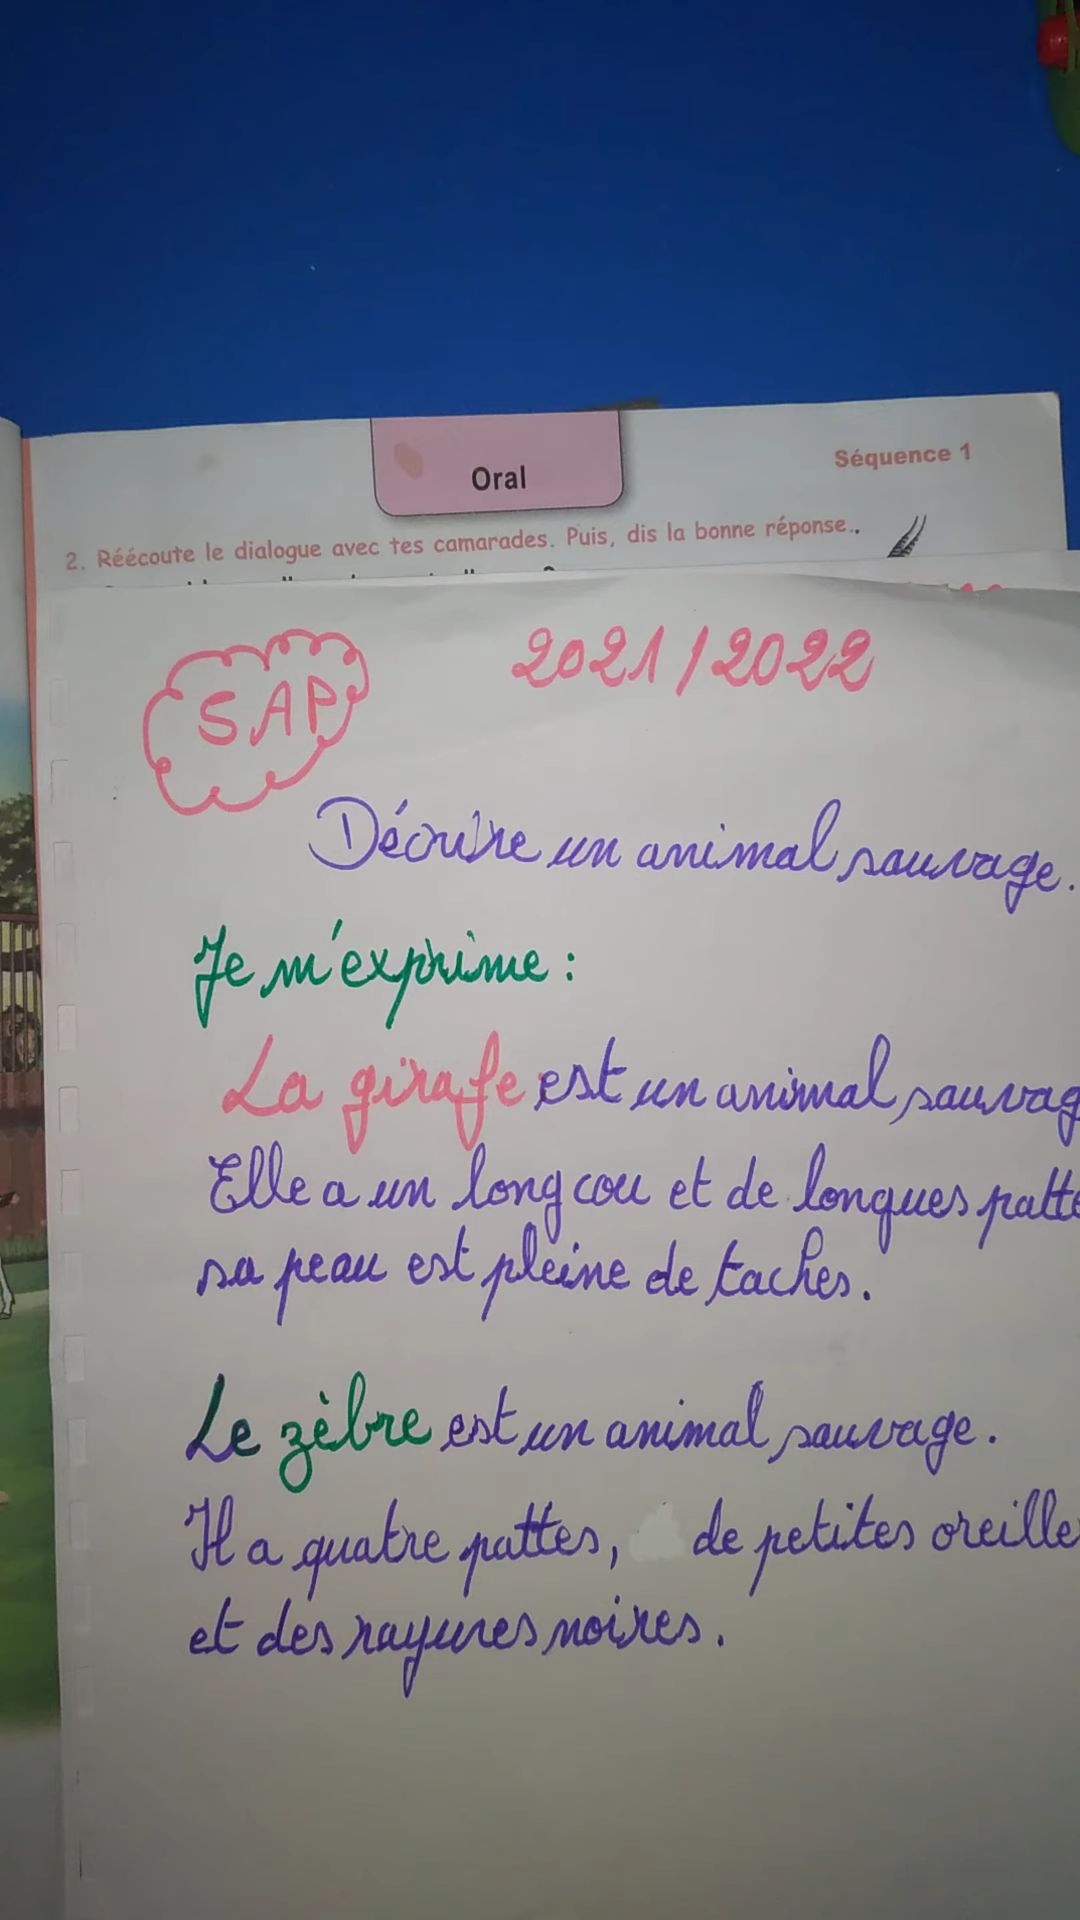 Oral
Séquence 1
2. Réécoute le dialogue avec tes camarades. Puis, dis la bonne réponse..
SAP
2021/2022
Décrire un animal sauvage.
Je m'exprime :
La girafe est un animal sauvag
Elle a un long cou et de longues patte
sa peau est pleine de taches.
Le zèbre est un animal sauvage.
Il a quatre pattes, de petites oreille
et des rayures noires.